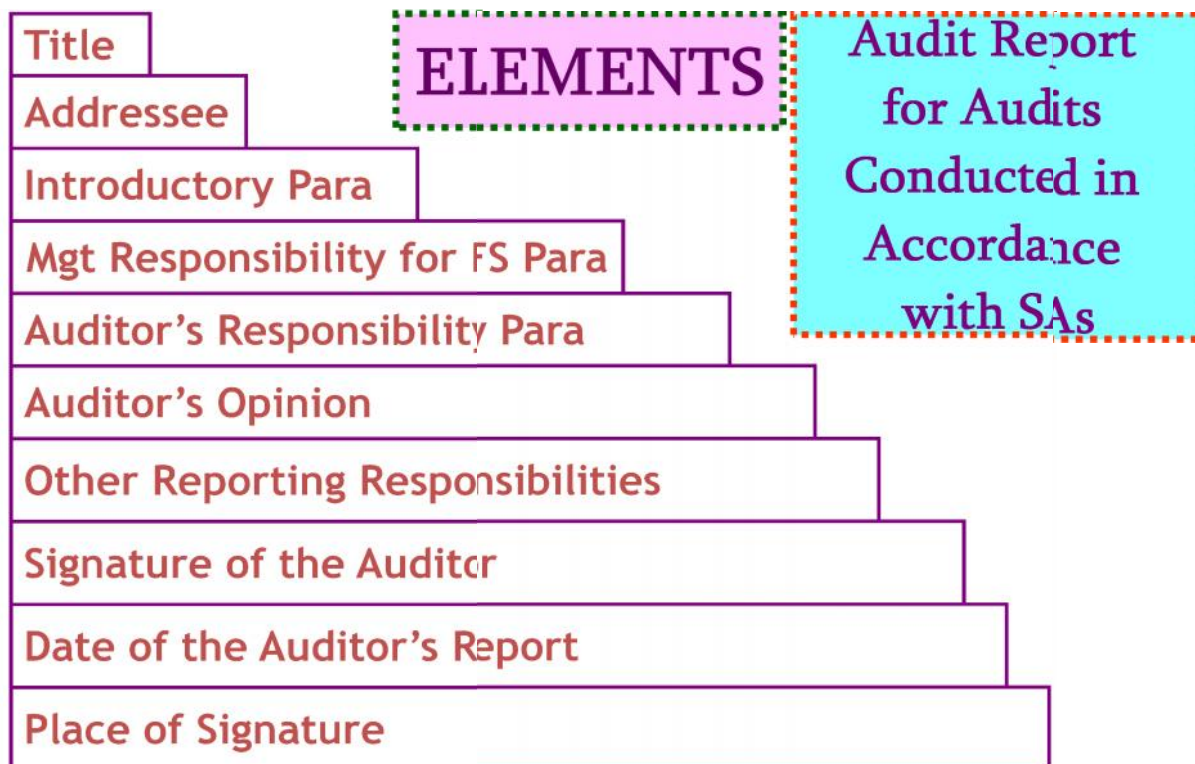 Title
Addressee
Introductory Para
Mgt Responsibility for FS Para
Auditor’s Responsibility Para
Auditor’s Opinion
Other Reporting Responsibilities
Signature of the Auditor
Date of the Auditor’s Report
Place of Signature
ELEMENTS
Audit Report
for Audits
Conducted in
Accordance
with SAs